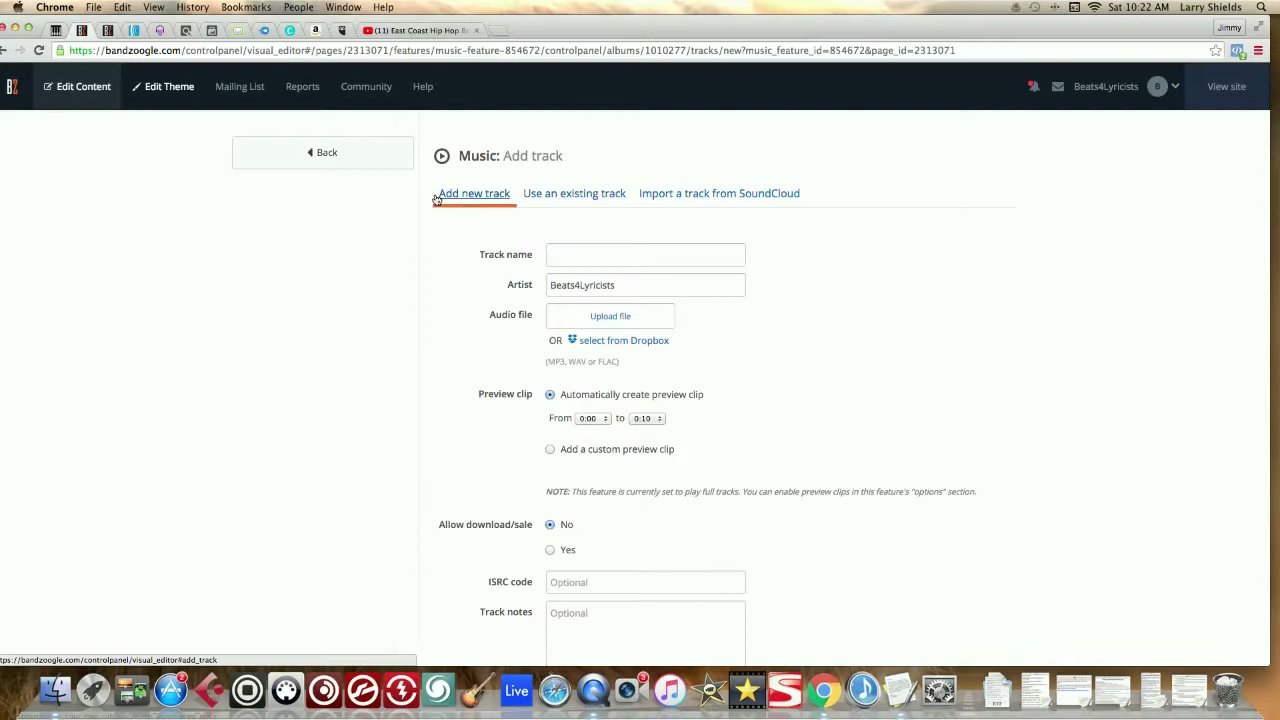 Chrome File Edit View History Bookmarks People Window Help Sat 10:22 AM Larry Shields
(11) East Coast Hip Hop B Jimmy
https://bandzoogle.com/controlpanel/visual_editor#/pages/2313071/features/music-feature-854672/controlpanel/albums/1010277/tracks/new?music_feature_id=854672&page_id=2313071
BZ Edit Content Edit Theme Mailing List Reports Community Help Beats4Lyricists B View site
Back
Music: Add track
Add new track Use an existing track Import a track from SoundCloud
Track name
Artist Beats4Lyricists
Audio file Upload file
OR select from Dropbox
(MP3, WAV or FLAC)
Preview clip Automatically create preview clip
From 0:00 to 0:10
Add a custom preview clip
NOTE: This feature is currently set to play full tracks. You can enable preview clips in this feature's "options" section.
Allow download/sale No
Yes
ISRC code Optional
Track notes Optional
ttps://bandzoogle.com/controlpanel/visual_editor#add_track
2 Live 3